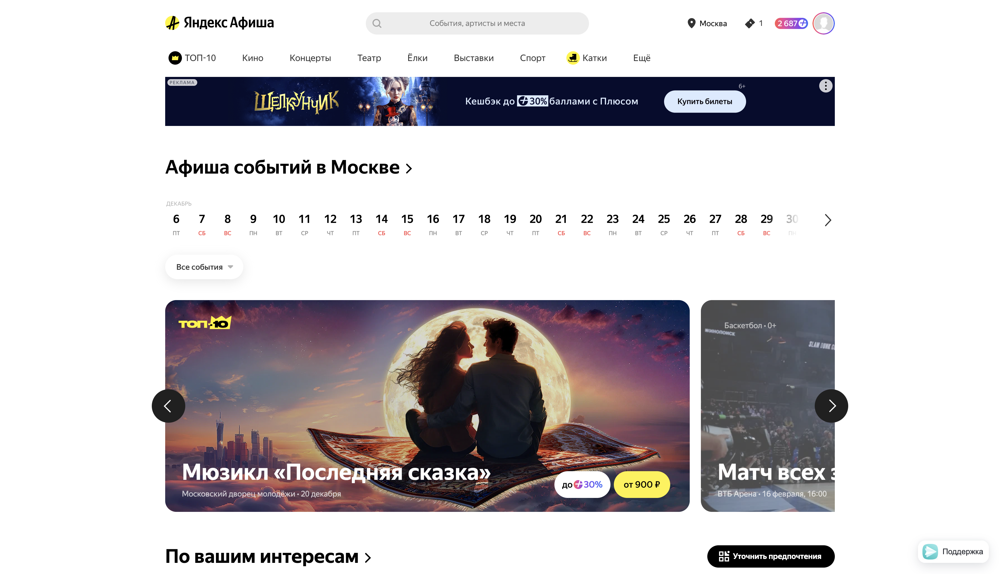 Яндекс Афиша
События, артисты и места
Москва
1
2 687
ТОП-10
Кино
Концерты
Театр
Ёлки
Выставки
Спорт
Катки
Ещё
РЕКЛАМА
ЩЕЛКУНЧИК
Кешбэк до 30% баллами с Плюсом
6+
Купить билеты
Афиша событий в Москве
ДЕКАБРЬ
6 7 8 9 10 11 12 13 14 15 16 17 18 19 20 21 22 23 24 25 26 27 28 29 30
ПТ СБ ВС ПН ВТ СР ЧТ ПТ СБ ВС ПН ВТ СР ЧТ ПТ СБ ВС ПН ВТ СР ЧТ ПТ СБ ВС ПН
Все события
ТОП-10
Мюзикл «Последняя сказка»
Московский дворец молодёжи • 20 декабря
до 30%
от 900 ₽
Баскетбол • 0+
КИНОПОИСК
SLAM DUNK
Матч всех
ВТБ Арена • 16 февраля, 16:00
По вашим интересам
Уточнить предпочтения
Поддержка